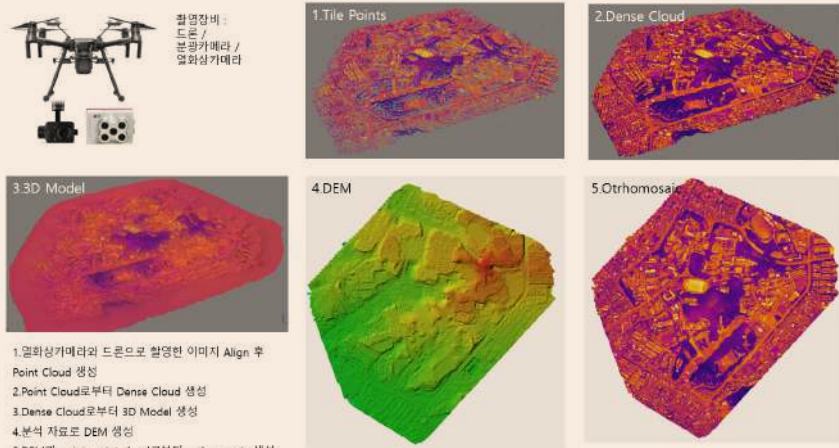 촬영장비 :
드론 /
분광카메라 /
열화상카메라
1.Tile Points
2.Dense Cloud
3.3D Model
4.DEM
5.Otrhomosaic
1.열화상카메라와 드론으로 촬영한 이미지 Align 후
Point Cloud 생성
2.Point Cloud로부터 Dense Cloud 생성
3.Dense Cloud로부터 3D Model 생성
4.분석 자료로 DEM 생성